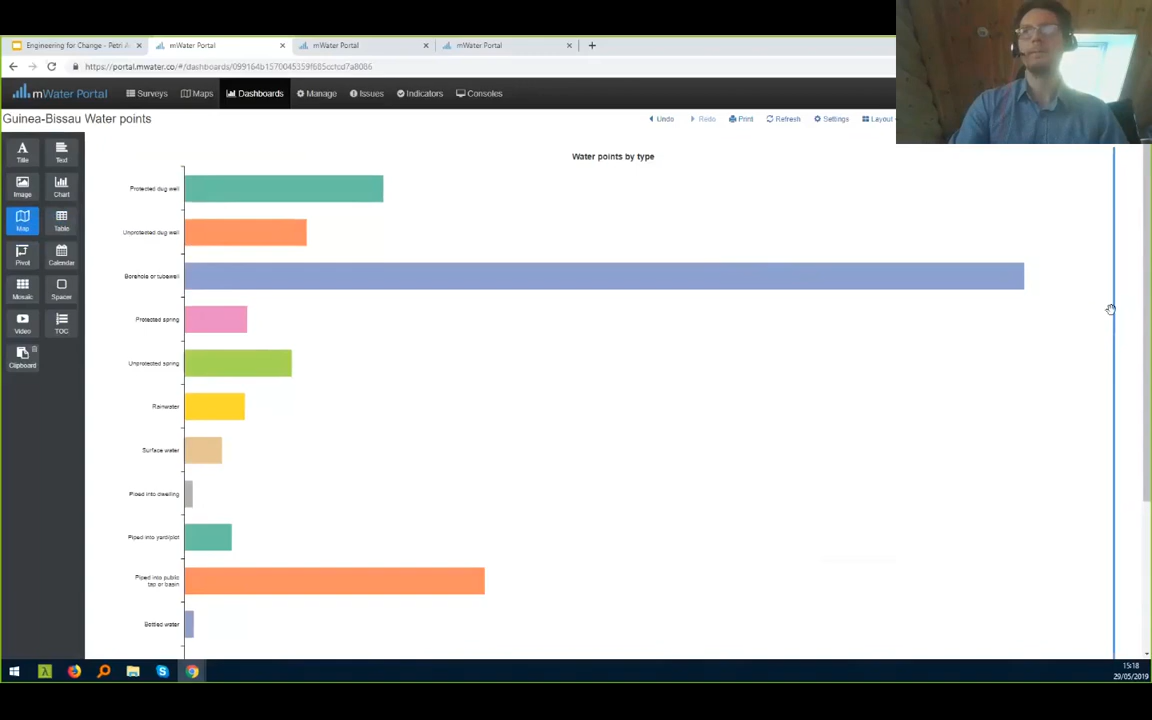 Engineering for Change - Petri A
mWater Portal
mWater Portal
mWater Portal
https://portal.mwater.co/#/dashboards/099164b1570045359f685ccfcd7a8086
mWater Portal
Surveys
Maps
Dashboards
Manage
Issues
Indicators
Consoles
Guinea-Bissau Water points
Undo
Redo
Print
Refresh
Settings
Layout
Title
Text
Image
Chart
Map
Table
Pivot
Calendar
Mosaic
Spacer
Video
TOC
Clipboard
Water points by type
Protected dug well
Unprotected dug well
Borehole or tubewell
Protected spring
Unprotected spring
Rainwater
Surface water
Piped into dwelling
Piped into yard/plot
Piped into public
tap or basin
Bottled water
15:18
29/05/2019